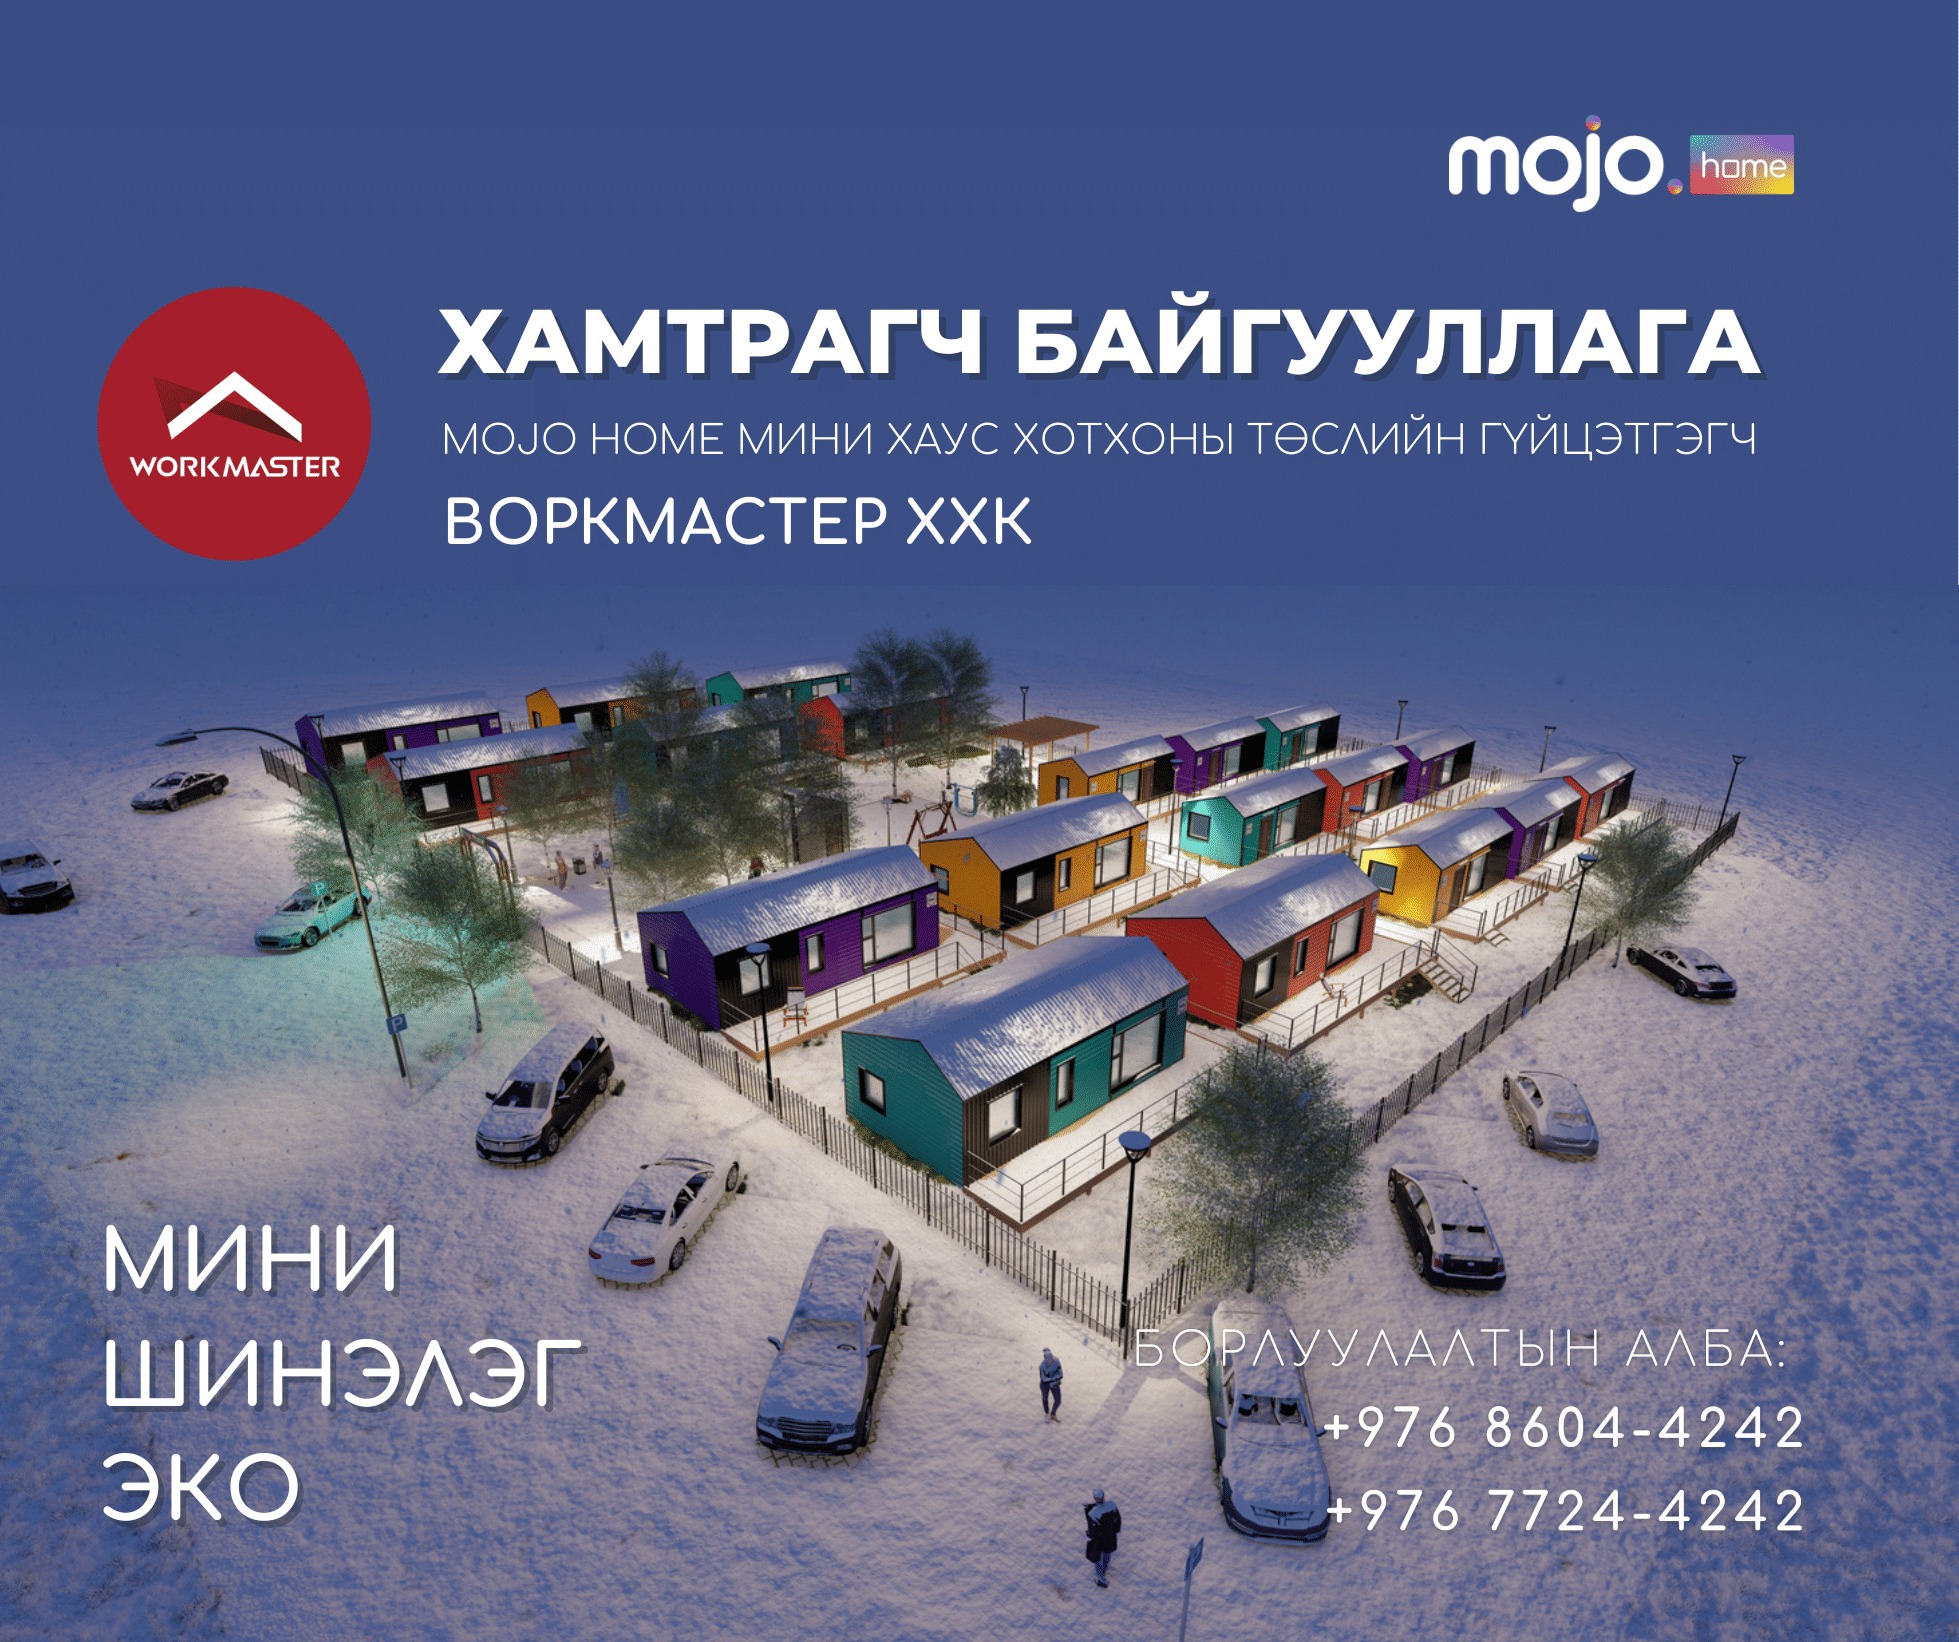 mojo. home
ХАМТРАГЧ БАЙГУУЛЛАГА
MOJO HOME МИНИ ХАУС ХОТХОНЫ ТӨСЛИЙН ГҮЙЦЭТГЭГЧ
ВОРКМАСТЕР ХХК
WORKMASTER
МИНИ
ШИНЭЛЭГ
ЭКО
БОРЛУУЛАЛТЫН АЛБА:
+976 8604-4242
+976 7724-4242
P
P